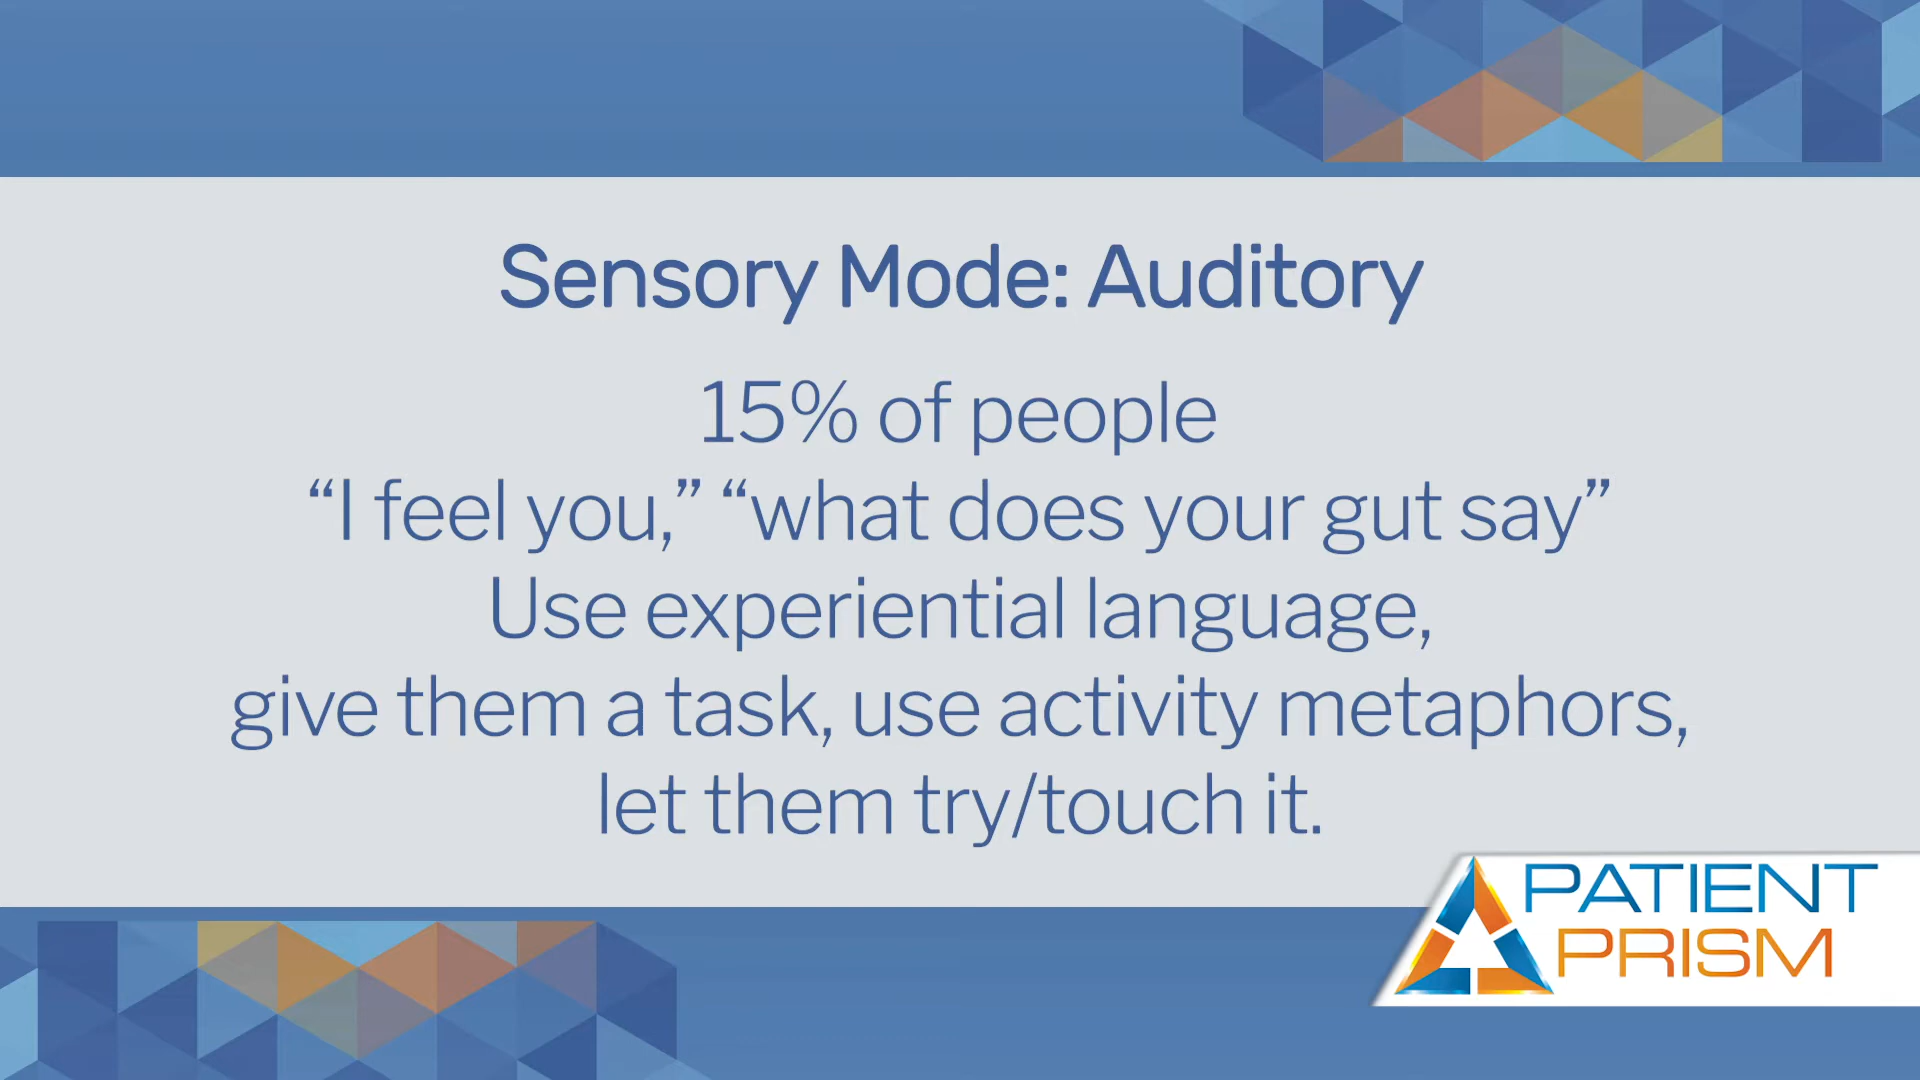 Sensory Mode: Auditory
15% of people
“I feel you,” “what does your gut say”
Use experiential language,
give them a task, use activity metaphors,
let them try/touch it.
PATIENT
PRISM